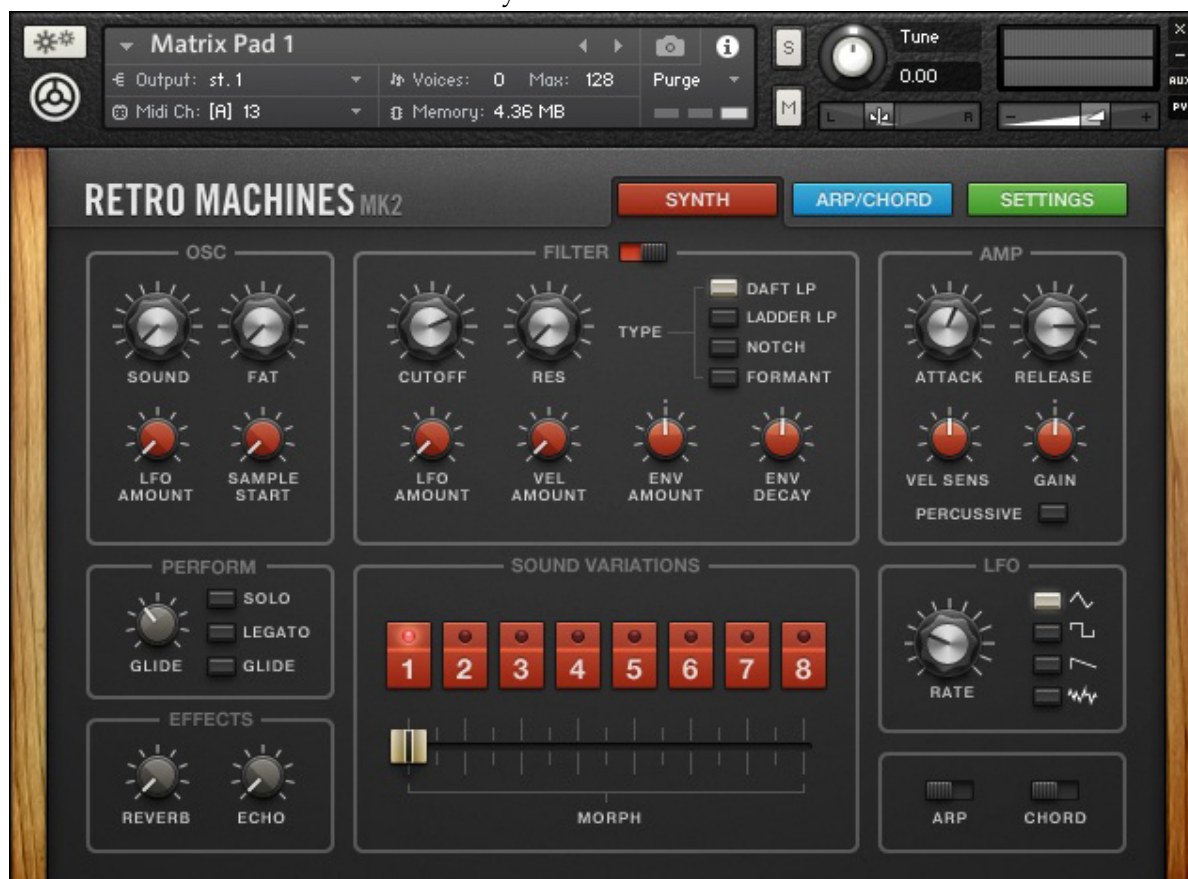 Matrix Pad 1
Output: st. 1
Voices: 0 Max: 128
Purge
Midi Ch: [A] 13
Memory: 4.36 MB
S
M
Tune
0.00
L
R
-
+
×
-
AUX
PV
RETRO MACHINES MK2
SYNTH
ARP/CHORD
SETTINGS
OSC
SOUND
FAT
LFO AMOUNT
SAMPLE START
FILTER
CUTOFF
RES
TYPE
DAFT LP
LADDER LP
NOTCH
FORMANT
LFO AMOUNT
VEL AMOUNT
ENV AMOUNT
ENV DECAY
AMP
ATTACK
RELEASE
VEL SENS
GAIN
PERCUSSIVE
PERFORM
GLIDE
SOLO
LEGATO
GLIDE
SOUND VARIATIONS
1 2 3 4 5 6 7 8
MORPH
LFO
RATE
EFFECTS
REVERB
ECHO
ARP
CHORD